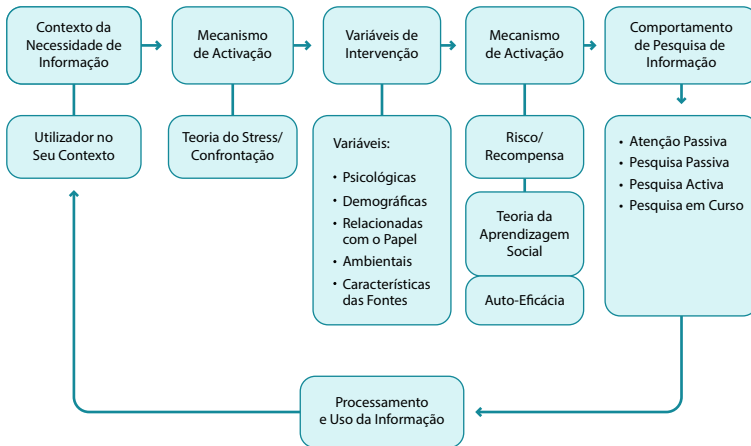 Contexto da
Necessidade de
Informação
Mecanismo
de Activação
Variáveis de
Intervenção
Mecanismo
de Activação
Comportamento
de Pesquisa de
Informação
Utilizador no
Seu Contexto
Teoria do Stress/
Confrontação
Variáveis:
• Psicológicas
• Demográficas
• Relacionadas
com o Papel
• Ambientais
• Características
das Fontes
Risco/
Recompensa
Teoria da
Aprendizagem
Social
Auto-Eficácia
• Atenção Passiva
• Pesquisa Passiva
• Pesquisa Activa
• Pesquisa em Curso
Processamento
e Uso da Informação